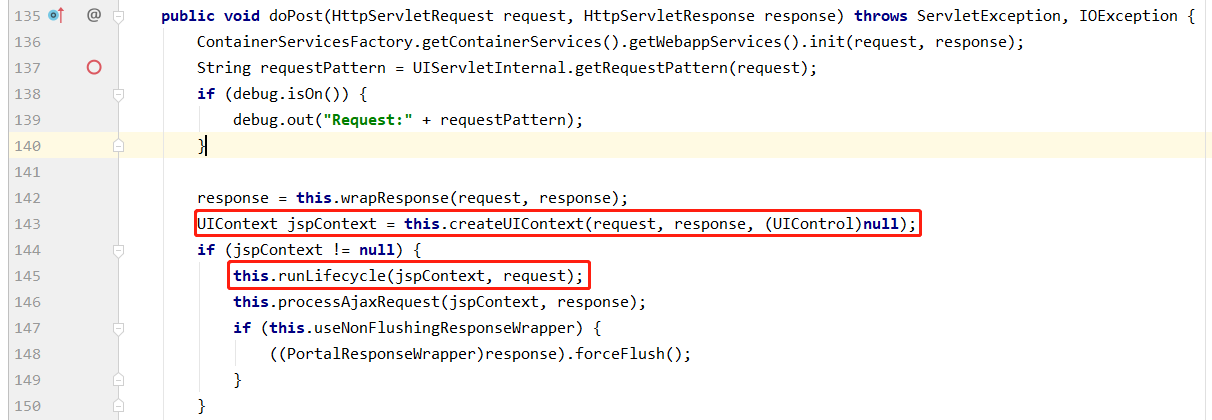 135 @ public void doPost(HttpServletRequest request, HttpServletResponse response) throws ServletException, IOException {
136 ContainerServicesFactory.getContainerServices().getWebappServices().init(request, response);
137 String requestPattern = UIServletInternal.getRequestPattern(request);
138 if (debug.isOn()) {
139 debug.out("Request:" + requestPattern);
140 }
141
142 response = this.wrapResponse(request, response);
143 UIContext jspContext = this.createUIContext(request, response, (UIControl)null);
144 if (jspContext != null) {
145 this.runLifecycle(jspContext, request);
146 this.processAjaxRequest(jspContext, response);
147 if (this.useNonFlushingResponseWrapper) {
148 ((PortalResponseWrapper)response).forceFlush();
149 }
150 }